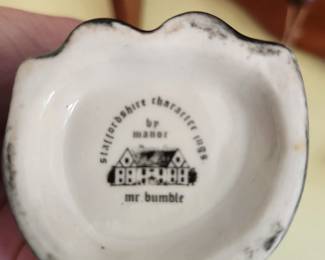 staffordshire character jugs
by
manor
mr bumble